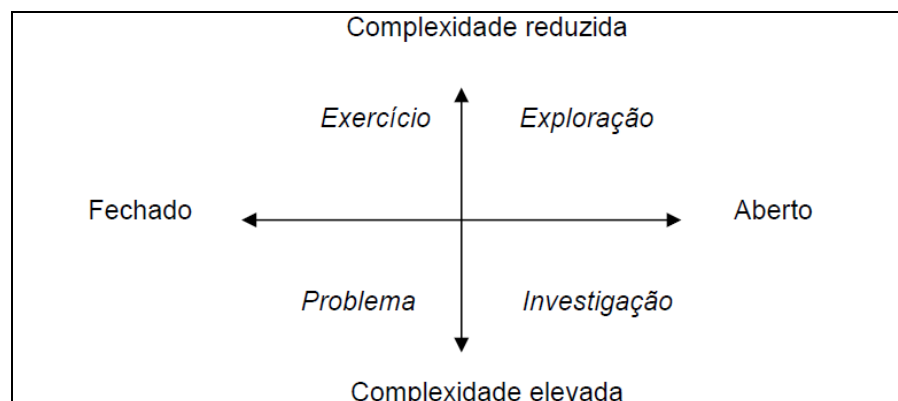 Complexidade reduzida
Exercício Exploração
Fechado Aberto
Problema Investigação
Complexidade elevada